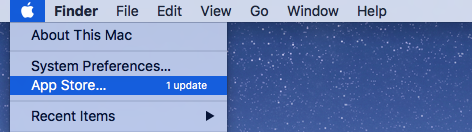 Finder File Edit View Go Window Help
About This Mac
System Preferences...
App Store... 1 update
Recent Items